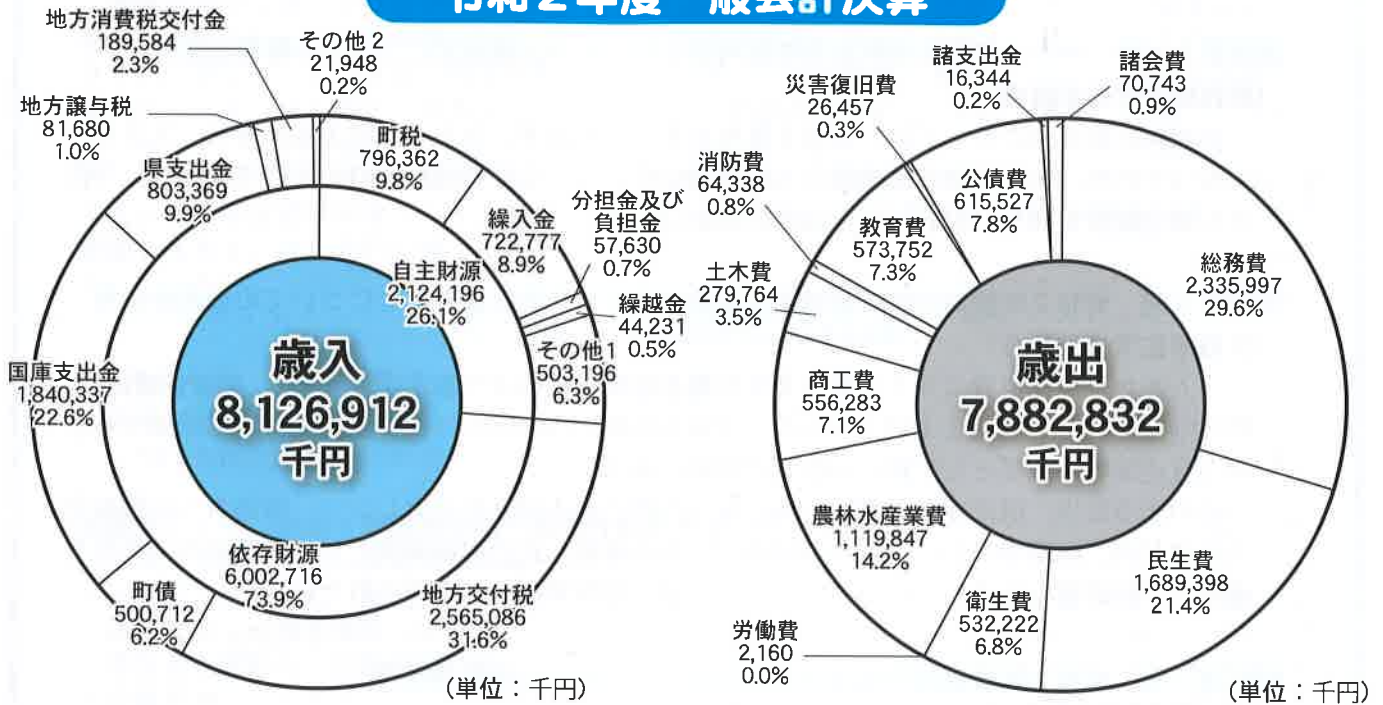 令和2年度一般会計決算
地方消費税交付金
189,584
2.3%
その他2
21,948
0.2%
地方譲与税
81,680
1.0%
県支出金
803,369
9.9%
町税
796,362
9.8%
繰入金
722,777
8.9%
分担金及び
負担金
57,630
0.7%
繰越金
44,231
0.5%
その他1
503,196
6.3%
自主財源
2,124,196
26.1%
国庫支出金
1,840,337
22.6%
歳入
8,126,912
千円
依存財源
6,002,716
73.9%
町債
500,712
6.2%
地方交付税
2,565,086
31.6%
(単位：千円)
諸支出金
16,344
0.2%
諸会費
70,743
0.9%
災害復旧費
26,457
0.3%
公債費
615,527
7.8%
消防費
64,338
0.8%
教育費
573,752
7.3%
土木費
279,764
3.5%
総務費
2,335,997
29.6%
商工費
556,283
7.1%
歳出
7,882,832
千円
農林水産業費
1,119,847
14.2%
民生費
1,689,398
21.4%
衛生費
532,222
6.8%
労働費
2,160
0.0%
(単位：千円)